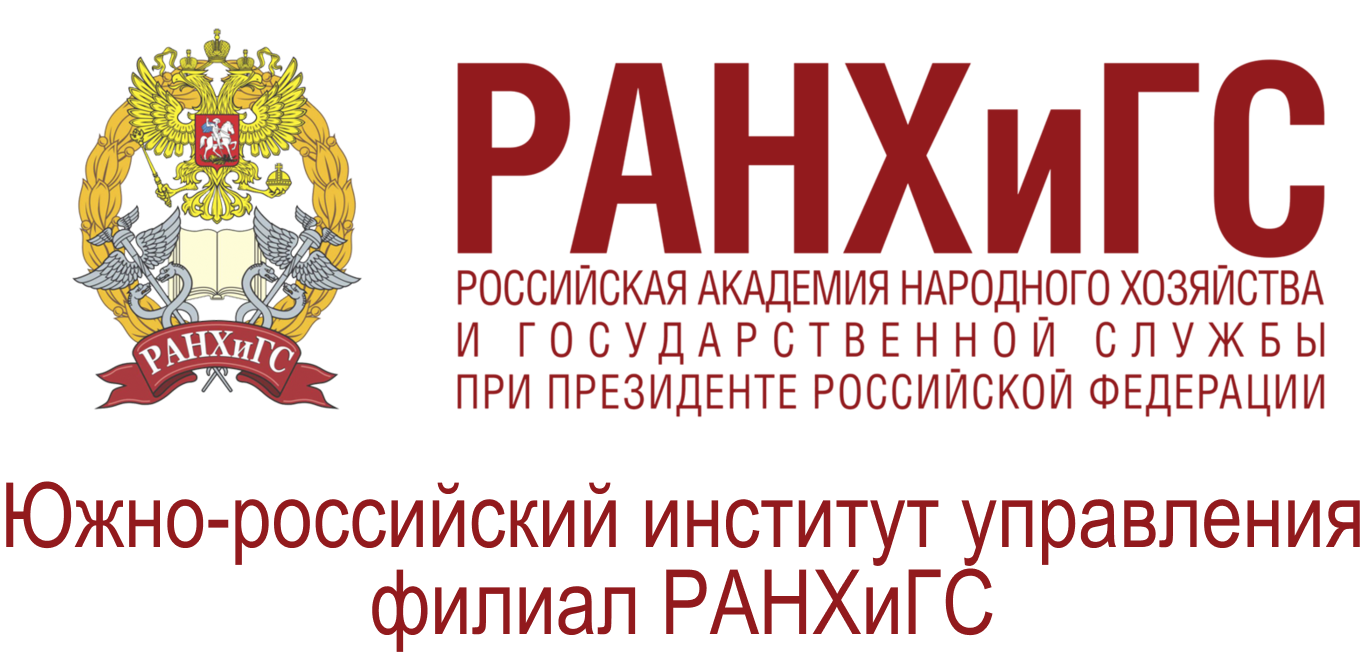 РАНХиГС
РАНХиГС
РОССИЙСКАЯ АКАДЕМИЯ НАРОДНОГО ХОЗЯЙСТВА
И ГОСУДАРСТВЕННОЙ СЛУЖБЫ
ПРИ ПРЕЗИДЕНТЕ РОССИЙСКОЙ ФЕДЕРАЦИИ
Южно-российский институт управления
филиал РАНХиГС